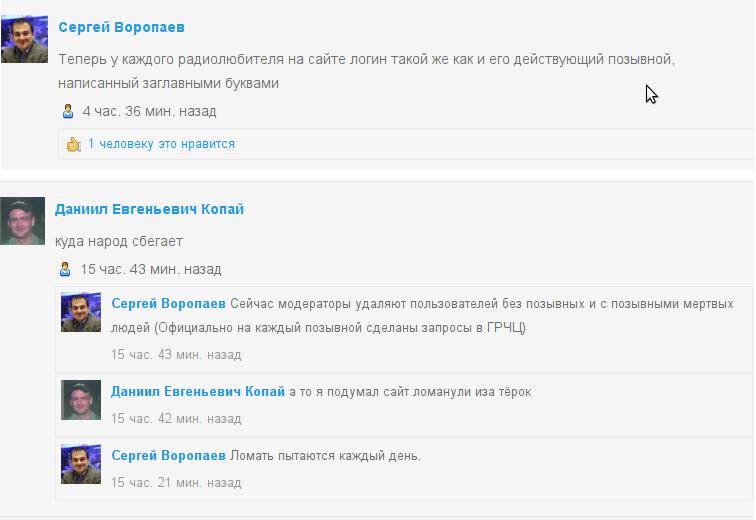 Сергей Воропаев
Теперь у каждого радиолюбителя на сайте логин такой же как и его действующий позывной,
написанный заглавными буквами
4 час. 36 мин. назад
1 человеку это нравится
Даниил Евгеньевич Копай
куда народ сбегает
15 час. 43 мин. назад
Сергей Воропаев Сейчас модераторы удаляют пользователей без позывных и с позывными мертвых
людей (Официально на каждый позывной сделаны запросы в ГРЧЦ)
15 час. 43 мин. назад
Даниил Евгеньевич Копай а то я подумал сайт ломанули иза тёрок
15 час. 42 мин. назад
Сергей Воропаев Ломать пытаются каждый день.
15 час. 21 мин. назад